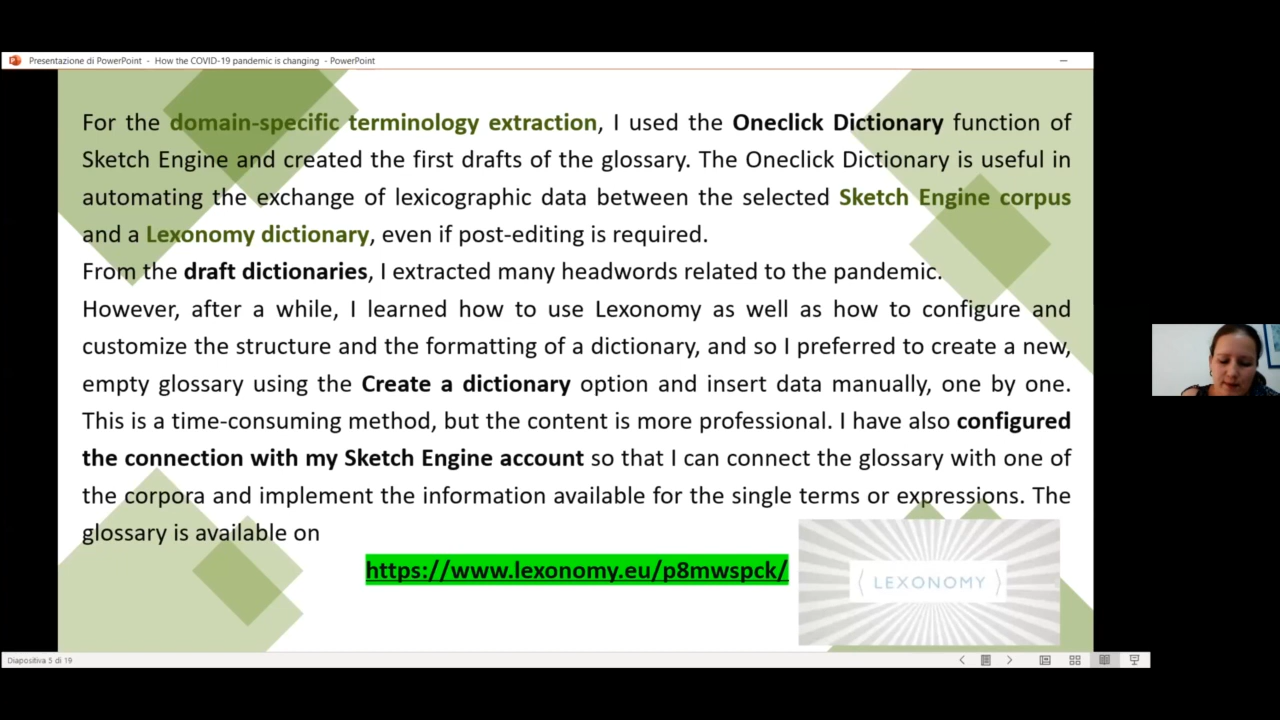 Presentazione di PowerPoint - How the COVID-19 pandemic is changing - PowerPoint
For the domain-specific terminology extraction, I used the Oneclick Dictionary function of
Sketch Engine and created the first drafts of the glossary. The Oneclick Dictionary is useful in
automating the exchange of lexicographic data between the selected Sketch Engine corpus
and a Lexonomy dictionary, even if post-editing is required.
From the draft dictionaries, I extracted many headwords related to the pandemic.
However, after a while, I learned how to use Lexonomy as well as how to configure and
customize the structure and the formatting of a dictionary, and so I preferred to create a new,
empty glossary using the Create a dictionary option and insert data manually, one by one.
This is a time-consuming method, but the content is more professional. I have also configured
the connection with my Sketch Engine account so that I can connect the glossary with one of
the corpora and implement the information available for the single terms or expressions. The
glossary is available on
https://www.lexonomy.eu/p8mwspck/
⟨ LEXONOMY ⟩
Diapositiva 5 di 19